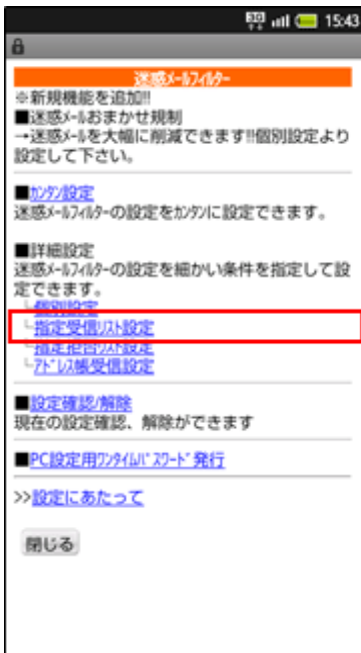 3G 15:43
迷惑ﾒｰﾙﾌｨﾙﾀｰ
※新規機能を追加!!
■迷惑ﾒｰﾙおまかせ規制
→迷惑ﾒｰﾙを大幅に削減できます!!個別設定より
設定して下さい。
■ｶﾝﾀﾝ設定
迷惑ﾒｰﾙﾌｨﾙﾀｰの設定をｶﾝﾀﾝに設定できます。
■詳細設定
迷惑ﾒｰﾙﾌｨﾙﾀｰの設定を細かい条件を指定して設
定できます。
└個別設定
└指定受信ﾘｽﾄ設定
└指定拒否ﾘｽﾄ設定
└ｱﾄﾞﾚｽ帳受信設定
■設定確認/解除
現在の設定確認、解除ができます
■PC設定用ﾜﾝﾀｲﾑﾊﾟｽﾜｰﾄﾞ発行
>>設定にあたって
閉じる